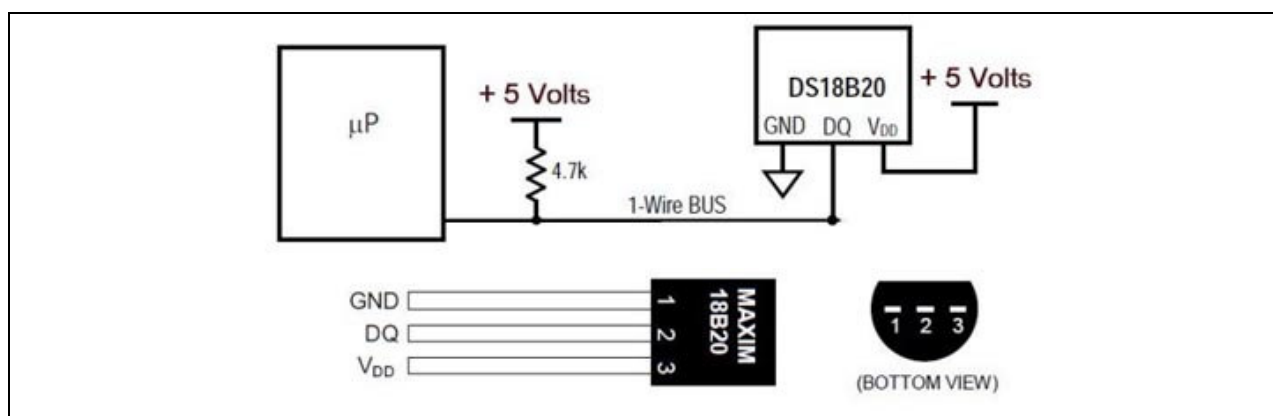 μP
+ 5 Volts
4.7k
1-Wire BUS
DS18B20
GND DQ VDD
+ 5 Volts
GND
DQ
VDD
1
2
3
MAXIM
18B20
1 2 3
(BOTTOM VIEW)